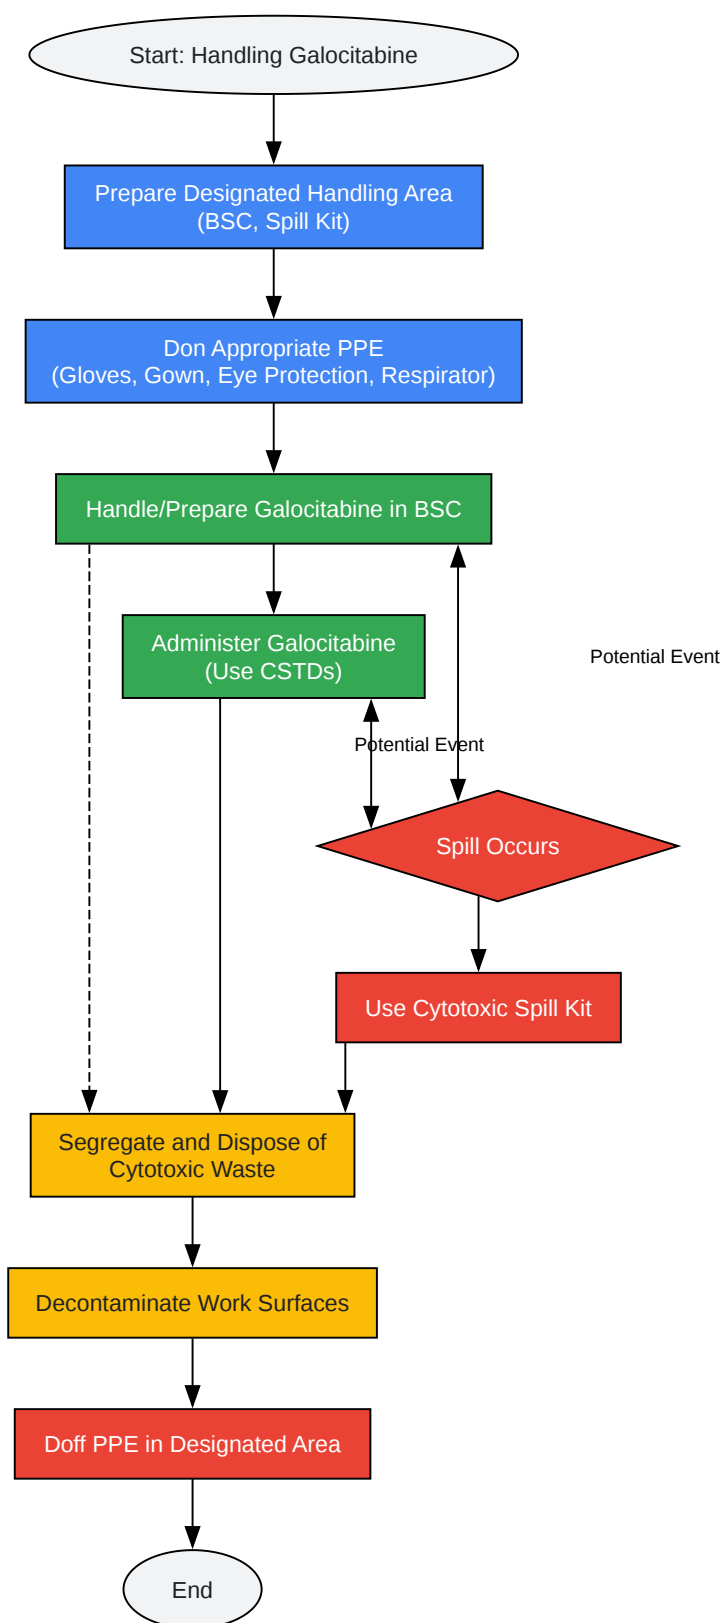 Start: Handling Galocitabine
Prepare Designated Handling Area
(BSC, Spill Kit)
Don Appropriate PPE
(Gloves, Gown, Eye Protection, Respirator)
Handle/Prepare Galocitabine in BSC
Administer Galocitabine
(Use CSTDs)
Potential Event
Potential Event
Spill Occurs
Use Cytotoxic Spill Kit
Segregate and Dispose of
Cytotoxic Waste
Decontaminate Work Surfaces
Doff PPE in Designated Area
End